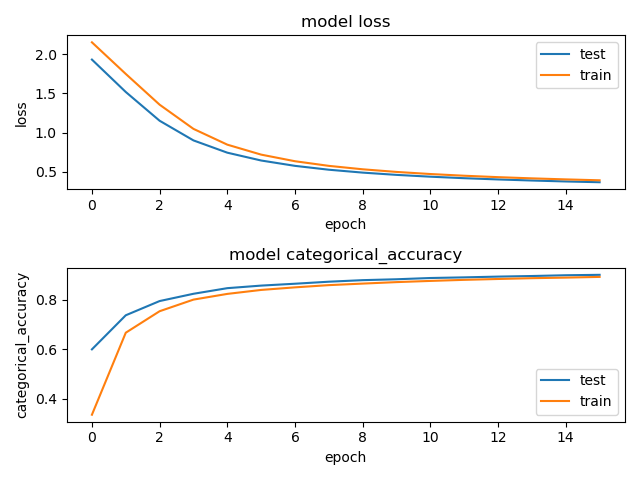 model loss
2.0
1.5
1.0
0.5
loss
test
train
0 2 4 6 8 10 12 14
epoch
model categorical_accuracy
0.8
0.6
0.4
categorical_accuracy
test
train
0 2 4 6 8 10 12 14
epoch